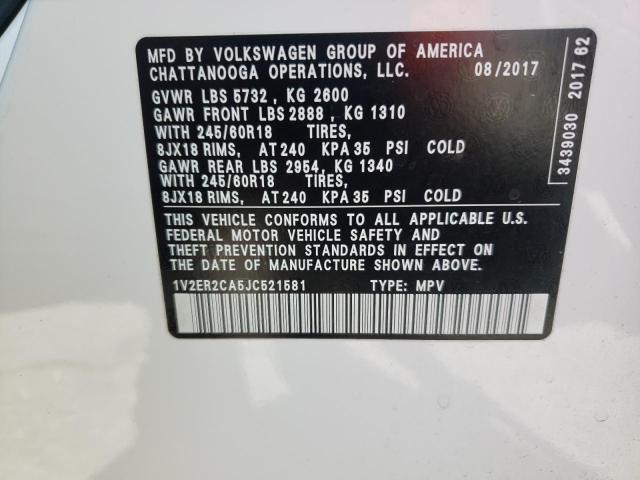 MFD BY VOLKSWAGEN GROUP OF AMERICA
CHATTANOOGA OPERATIONS, LLC. 08/2017
GVWR LBS 5732 , KG 2600
GAWR FRONT LBS 2888 , KG 1310
WITH 245/60R18 TIRES,
8JX18 RIMS, AT 240 KPA 35 PSI COLD
GAWR REAR LBS 2954, KG 1340
WITH 245/60R18 TIRES,
8JX18 RIMS, AT 240 KPA 35 PSI COLD
THIS VEHICLE CONFORMS TO ALL APPLICABLE U.S.
FEDERAL MOTOR VEHICLE SAFETY AND
THEFT PREVENTION STANDARDS IN EFFECT ON
THE DATE OF MANUFACTURE SHOWN ABOVE.
1V2ER2CA5JC521581 TYPE: MPV
3439030 2017 62